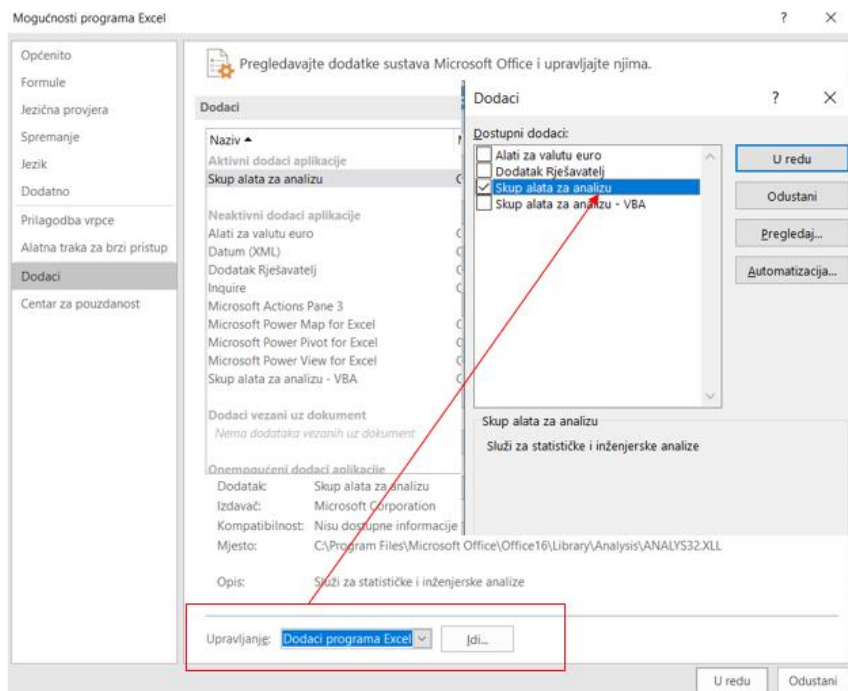 Mogućnosti programa Excel
?
Općenito
Formule
Jezična provjera
Spremanje
Jezik
Dodatno
Prilagodba vrpce
Alatna traka za brzi pristup
Dodaci
Centar za pouzdanost
Pregledavajte dodatke sustava Microsoft Office i upravljajte njima.
Dodaci
Naziv
Aktivni dodaci aplikacije
Skup alata za analizu
Neaktivni dodaci aplikacije
Alati za valutu euro
Datum (XML)
Dodatak Rješavatelj
Inquire
Microsoft Actions Pane 3
Microsoft Power Map for Excel
Microsoft Power Pivot for Excel
Microsoft Power View for Excel
Skup alata za analizu - VBA
Dodaci vezani uz dokument
Nema dodataka vezanih uz dokument
Onemogućeni dodaci aplikacije
Dodatak: Skup alata za analizu
Izdavač: Microsoft Corporation
Kompatibilnost: Nisu dostupne informacije
Mjesto: C:\Program Files\Microsoft Office\Office16\Library\Analysis\ANALYS32.XLL
Opis: Služi za statističke i inženjerske analize
Upravljanje: Dodaci programa Excel Idi...
U redu Odustani
Dodaci
?
Dostupni dodaci:
Alati za valutu euro
Dodatak Rješavatelj
Skup alata za analizu
Skup alata za analizu - VBA
U redu
Odustani
Pregledaj...
Automatizacija...
Skup alata za analizu
Služi za statističke i inženjerske analize